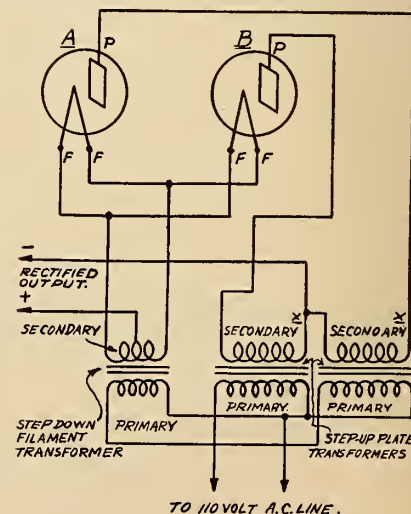 A
P
B
P
F F
F F
−
RECTIFIED
OUTPUT.
+
SECONDARY
SECONDARY
X
SECONDARY
X
STEP DOWN
FILAMENT
TRANSFORMER
PRIMARY
PRIMARY.
PRIMARY
STEP-UP PLATE
TRANSFORMERS
TO 110 VOLT A.C. LINE.